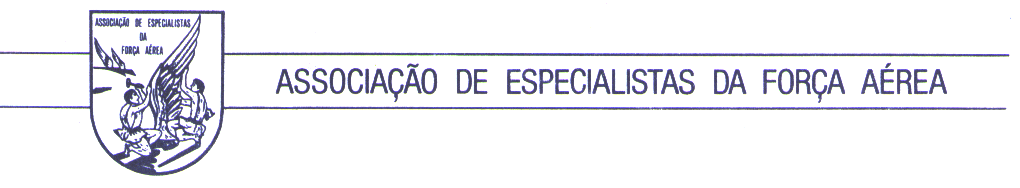 ASSOCIAÇÃO DE ESPECIALISTAS
DA
FORÇA AÉREA
ASSOCIAÇÃO DE ESPECIALISTAS DA FORÇA AÉREA